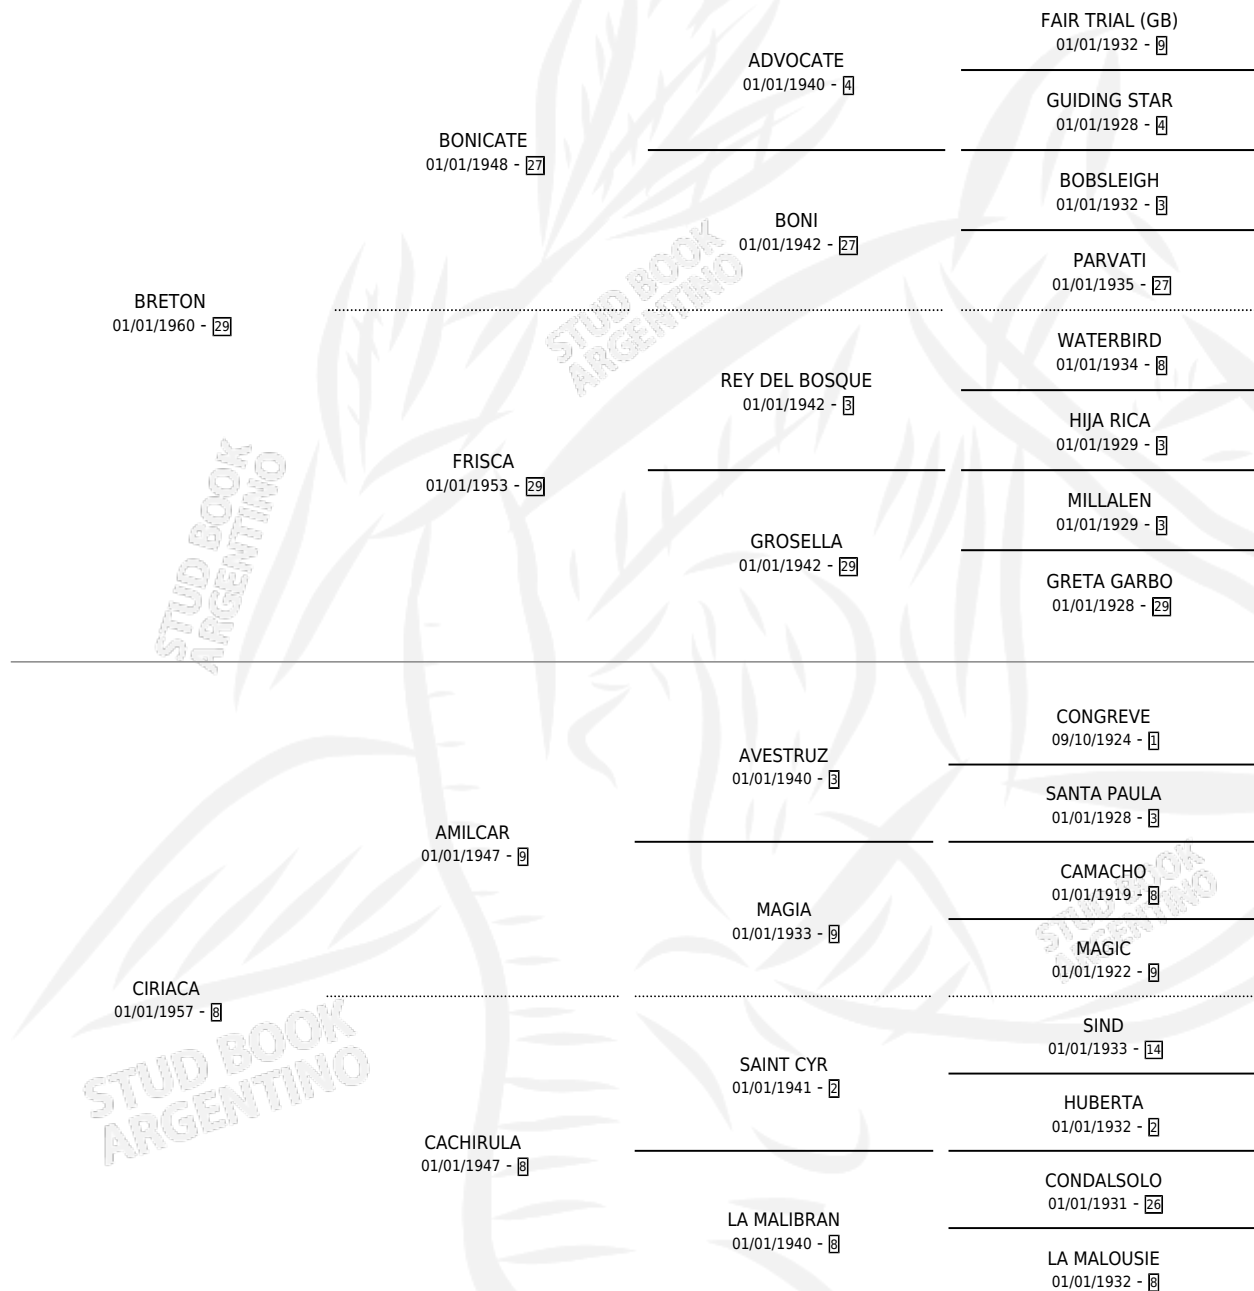 BRETON
01/01/1960 - 29
BONICATE
01/01/1948 - 27
ADVOCATE
01/01/1940 - 4
FAIR TRIAL (GB)
01/01/1932 - 9
GUIDING STAR
01/01/1928 - 4
BONI
01/01/1942 - 27
BOBSLEIGH
01/01/1932 - 3
PARVATI
01/01/1935 - 27
FRISCA
01/01/1953 - 29
REY DEL BOSQUE
01/01/1942 - 3
WATERBIRD
01/01/1934 - 8
HIJA RICA
01/01/1929 - 3
GROSELLA
01/01/1942 - 29
MILLALEN
01/01/1929 - 3
GRETA GARBO
01/01/1928 - 29
CIRIACA
01/01/1957 - 8
AMILCAR
01/01/1947 - 9
AVESTRUZ
01/01/1940 - 3
CONGREVE
09/10/1924 - 1
SANTA PAULA
01/01/1928 - 3
MAGIA
01/01/1933 - 9
CAMACHO
01/01/1919 - 8
MAGIC
01/01/1922 - 9
CACHIRULA
01/01/1947 - 8
SAINT CYR
01/01/1941 - 2
SIND
01/01/1933 - 14
HUBERTA
01/01/1932 - 2
LA MALIBRAN
01/01/1940 - 8
CONDALSOLO
01/01/1931 - 26
LA MALOUSIE
01/01/1932 - 8
STUD BOOK
ARGENTINO
STUD BOOK
ARGENTINO
STUD BOOK
ARGENTINO
STUD BOOK
ARGENTINO